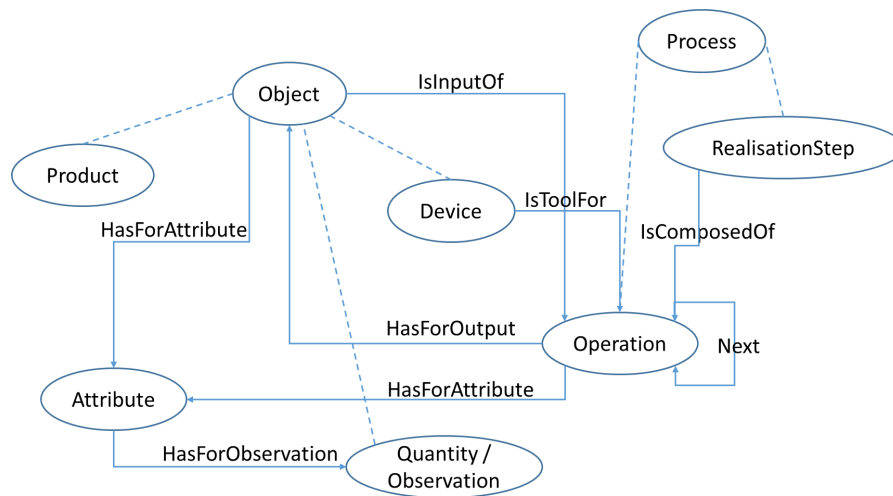 Process
Object
IsInputOf
RealisationStep
Product
Device
IsToolFor
HasForAttribute
IsComposedOf
HasForOutput
Operation
Next
HasForAttribute
Attribute
HasForObservation
Quantity /
Observation